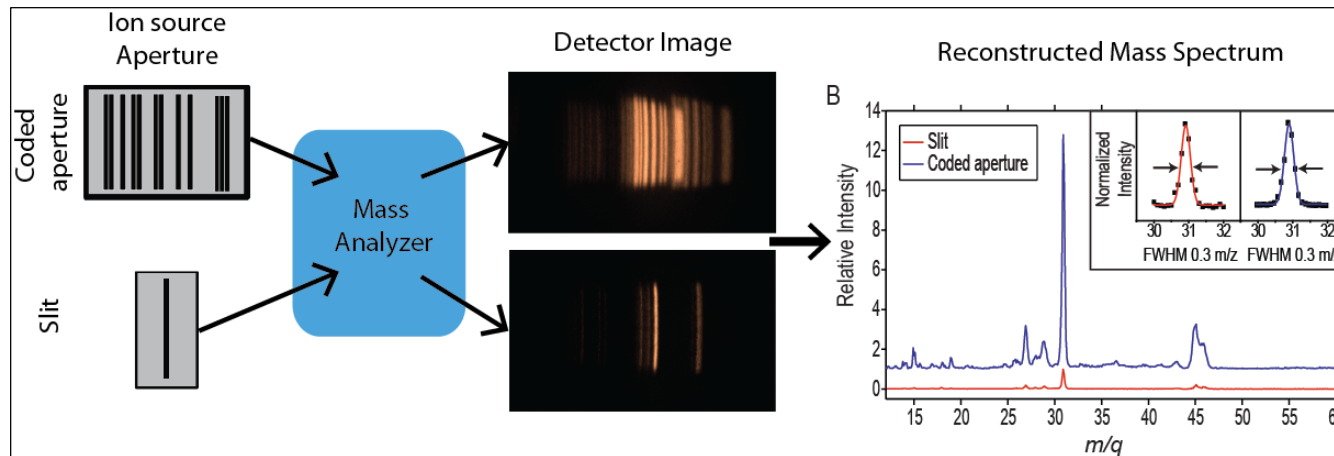 Ion source
Aperture
Coded
aperture
Slit
Mass
Analyzer
Detector Image
Reconstructed Mass Spectrum
B
Relative Intensity
14
12
10
8
6
4
2
0
Slit
Coded aperture
Normalized
Intensity
30 31 32 30 31 32
FWHM 0.3 m/z FWHM 0.3 m/
15 20 25 30 35 40 45 50 55 6
m/q